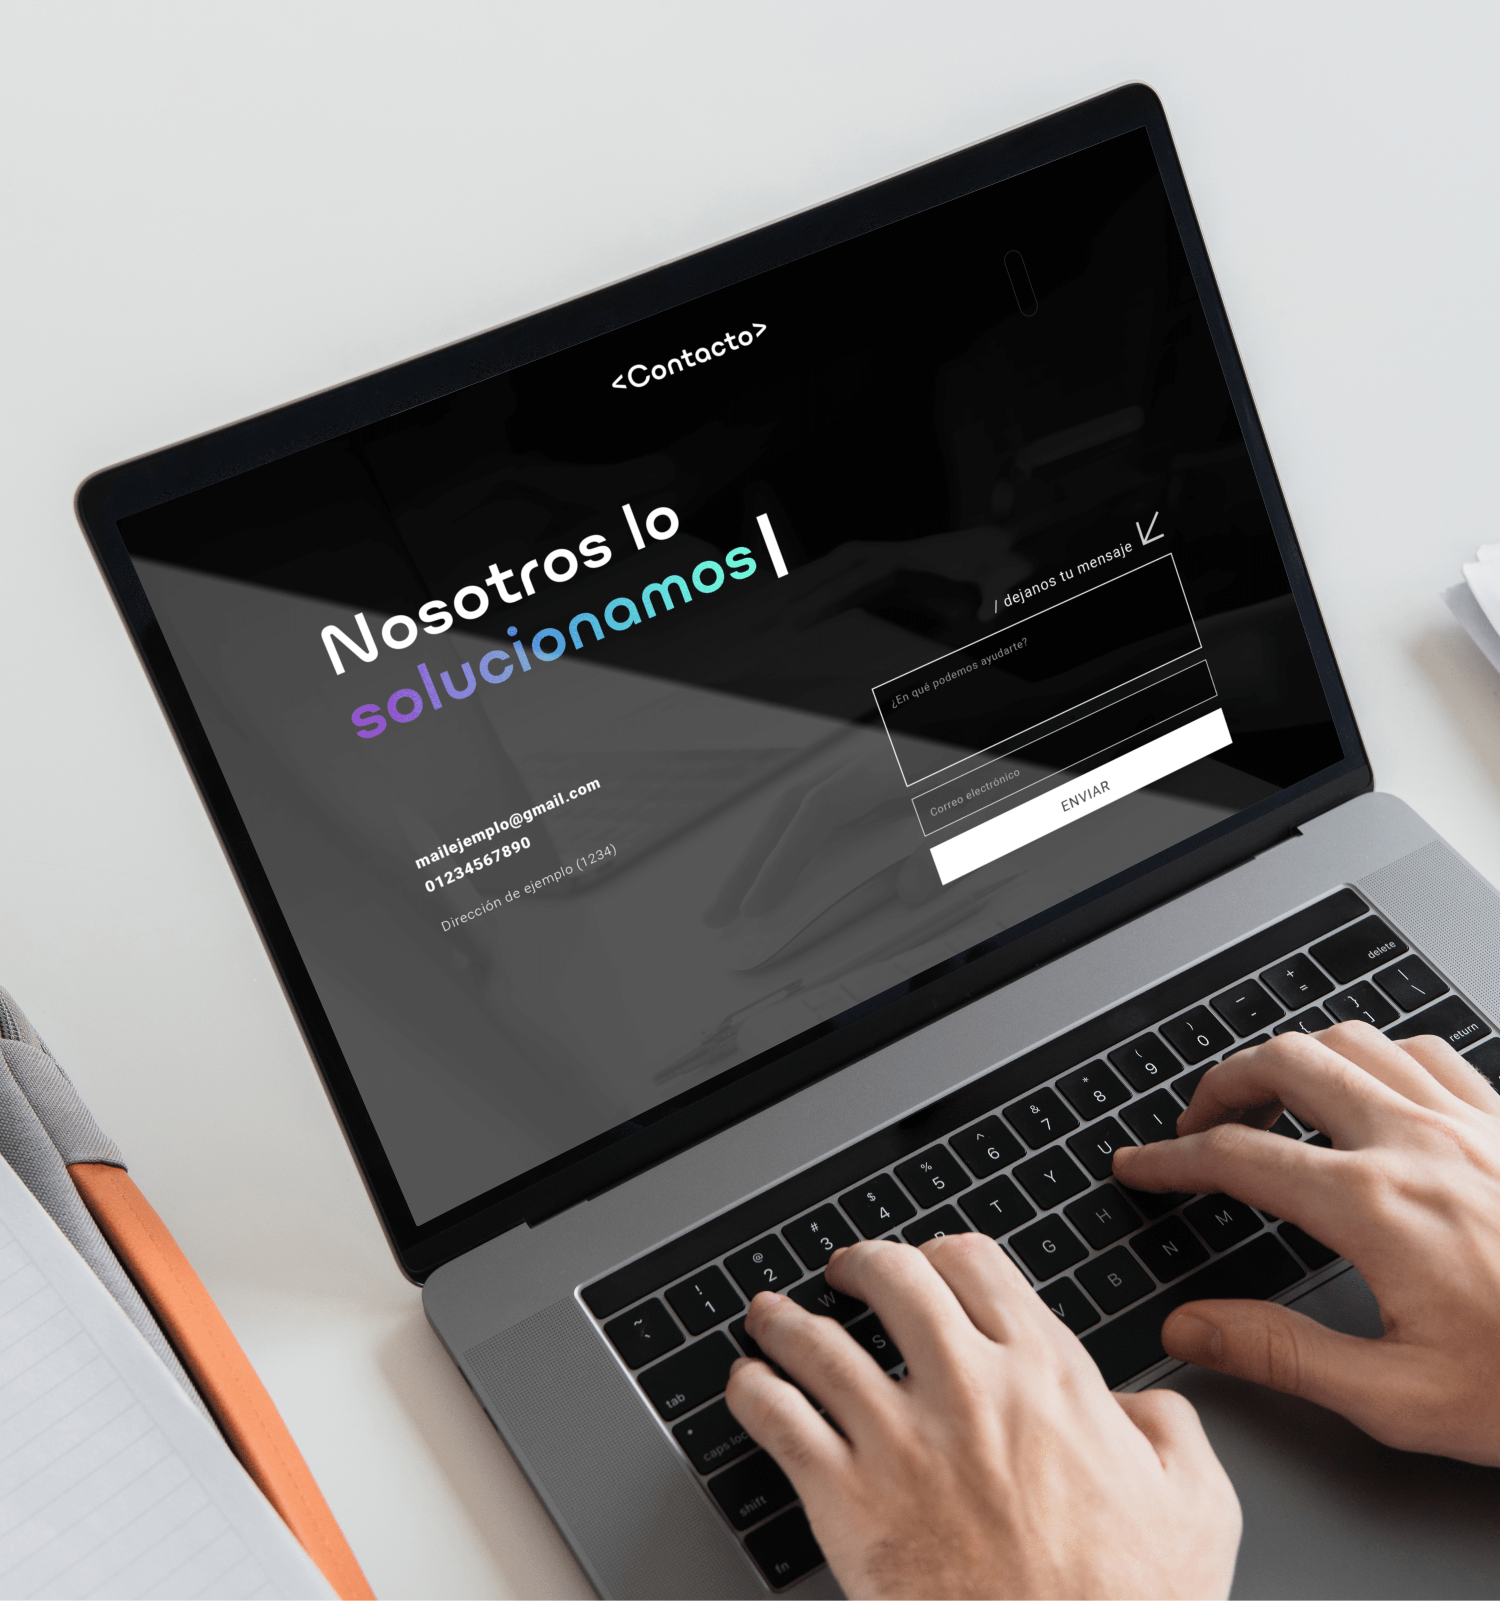 <Contacto>
Nosotros lo
solucionamos
mailejemplo@gmail.com
01234567890
Dirección de ejemplo (1234)
/ dejanos tu mensaje
¿En qué podemos ayudarte?
Correo electrónico
ENVIAR
delete
+
=
—
-
)
0
(
9
*
8
&
7
^
6
%
5
$
4
#
3
@
2
!
1
~
}
]
{
|
\
return
I
U
Y
T
W
tab
H
G
S
caps loc
M
N
B
V
shift
fn